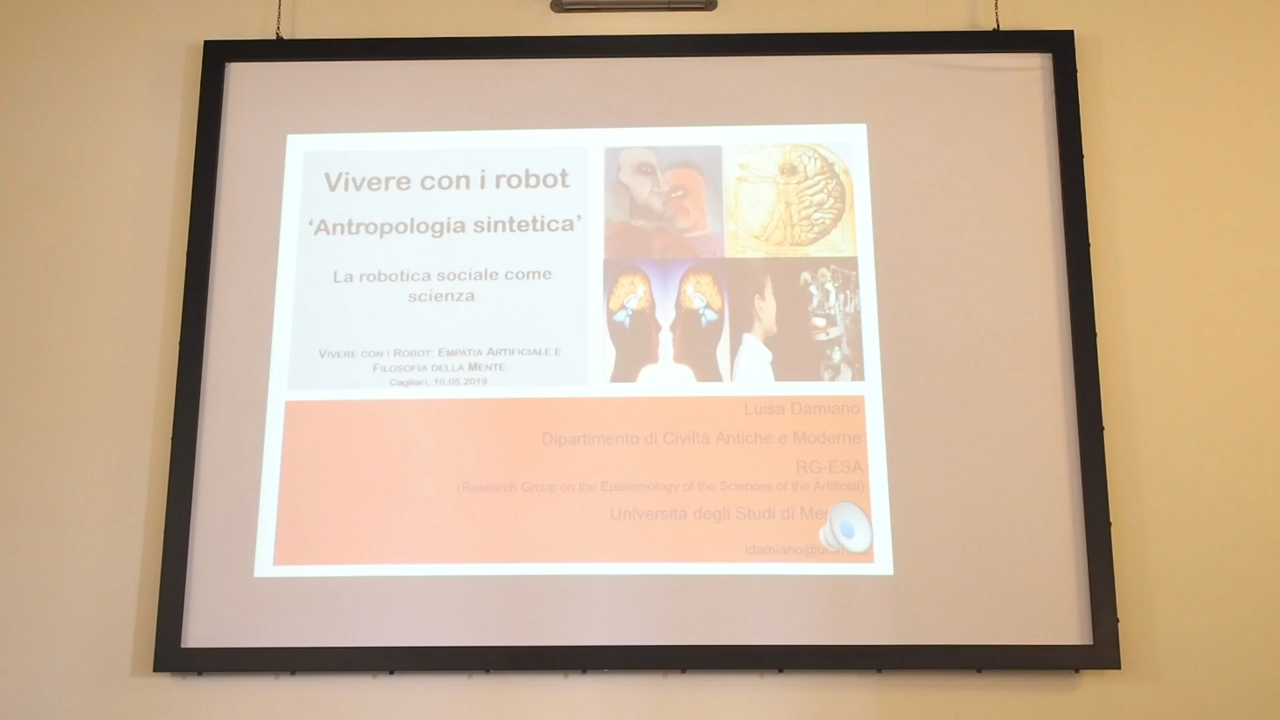 Vivere con i robot
‘Antropologia sintetica’
La robotica sociale come
scienza
VIVERE CON I ROBOT: EMPATIA ARTIFICIALE E
FILOSOFIA DELLA MENTE
Cagliari, 10.05.2019
Luisa Damiano
Dipartimento di Civiltà Antiche e Moderne
RG-ESA
(Research Group on the Epistemology of the Sciences of the Artificial)
Università degli Studi di